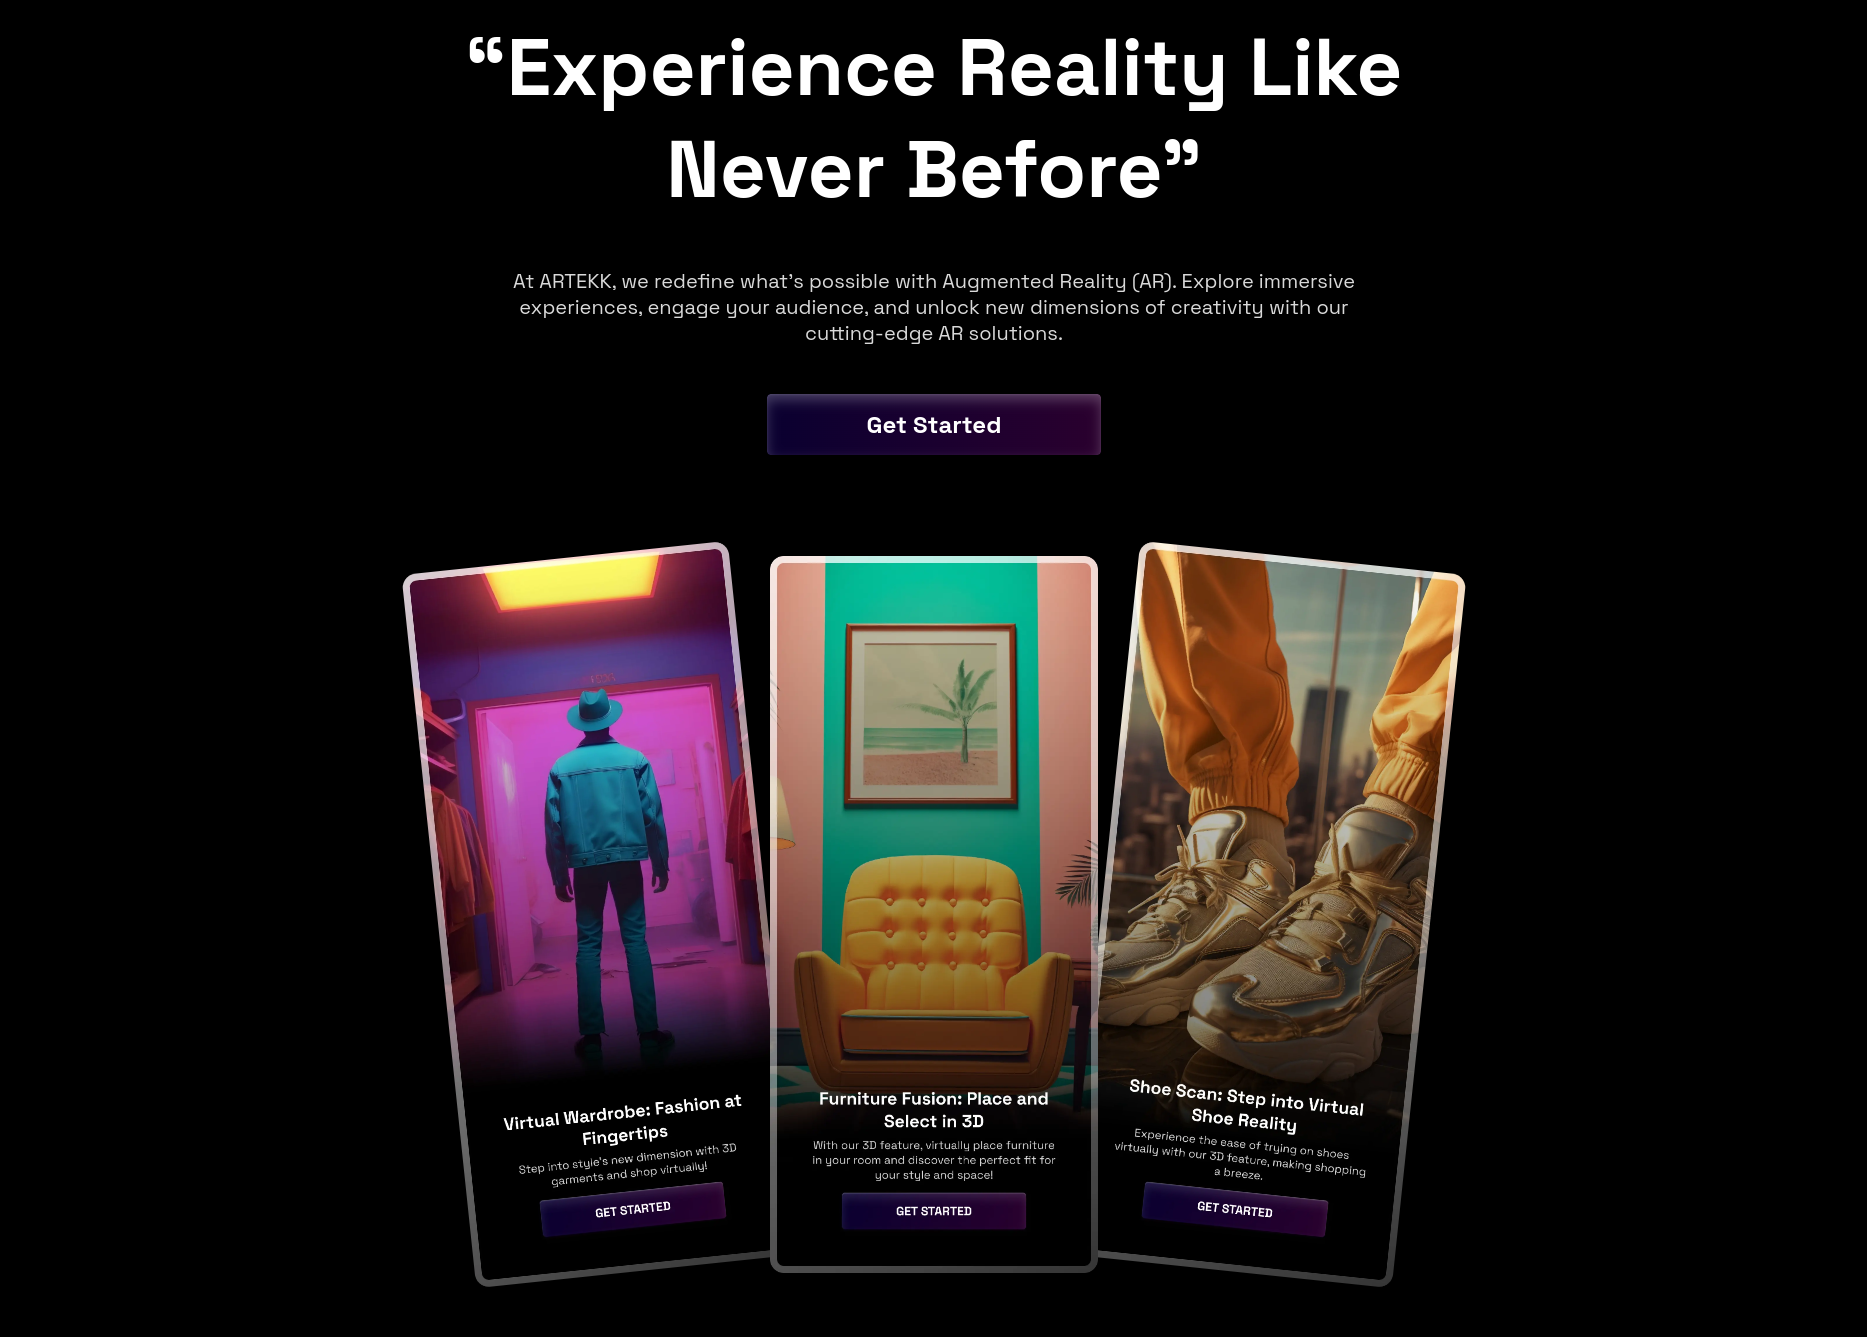 “Experience Reality Like
Never Before”
At ARTEKK, we redefine what's possible with Augmented Reality (AR). Explore immersive
experiences, engage your audience, and unlock new dimensions of creativity with our
cutting-edge AR solutions.
Get Started
Virtual Wardrobe: Fashion at
Fingertips
Step into style's new dimension with 3D
garments and shop virtually!
GET STARTED
Furniture Fusion: Place and
Select in 3D
With our 3D feature, virtually place furniture
in your room and discover the perfect fit for
your style and space!
GET STARTED
Shoe Scan: Step into Virtual
Shoe Reality
Experience the ease of trying on shoes
virtually with our 3D feature, making shopping
a breeze.
GET STARTED